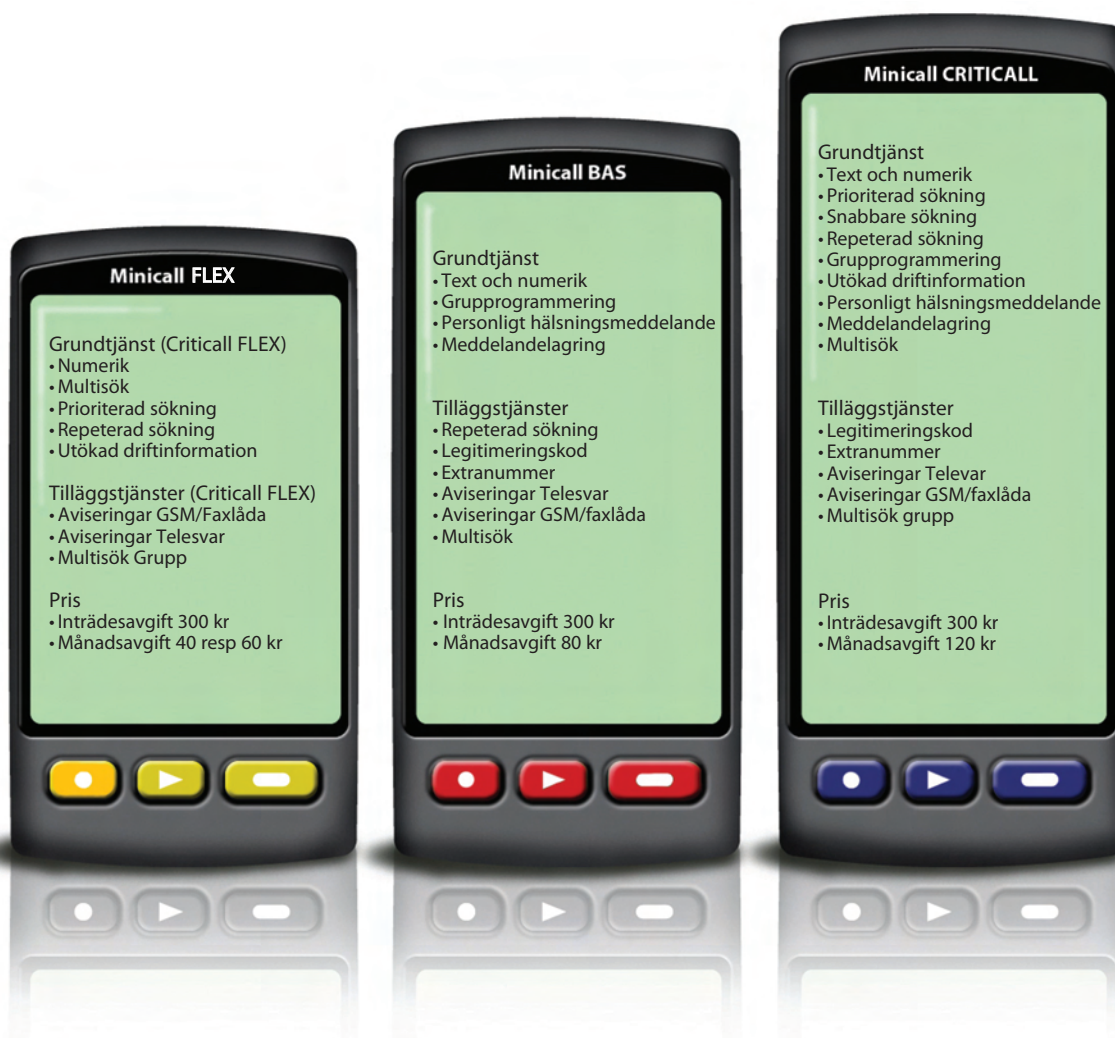 Minicall FLEX
Grundtjänst (Criticall FLEX)
• Numerik
• Multisök
• Prioriterad sökning
• Repeterad sökning
• Utökad driftinformation
Tilläggstjänster (Criticall FLEX)
• Aviseringar GSM/Faxlåda
• Aviseringar Telesvar
• Multisök Grupp
Pris
• Inträdesavgift 300 kr
• Månadsavgift 40 resp 60 kr
Minicall BAS
Grundtjänst
• Text och numerik
• Grupprogrammering
• Personligt hälsningsmeddelande
• Meddelandelagring
Tilläggstjänster
• Repeterad sökning
• Legitimeringskod
• Extranummer
• Aviseringar Telesvar
• Aviseringar GSM/faxlåda
• Multisök
Pris
• Inträdesavgift 300 kr
• Månadsavgift 80 kr
Minicall CRITICALL
Grundtjänst
• Text och numerik
• Prioriterad sökning
• Snabbare sökning
• Repeterad sökning
• Grupprogrammering
• Utökad driftinformation
• Personligt hälsningsmeddelande
• Meddelandelagring
• Multisök
Tilläggstjänster
• Legitimeringskod
• Extranummer
• Aviseringar Televar
• Aviseringar GSM/faxlåda
• Multisök grupp
Pris
• Inträdesavgift 300 kr
• Månadsavgift 120 kr